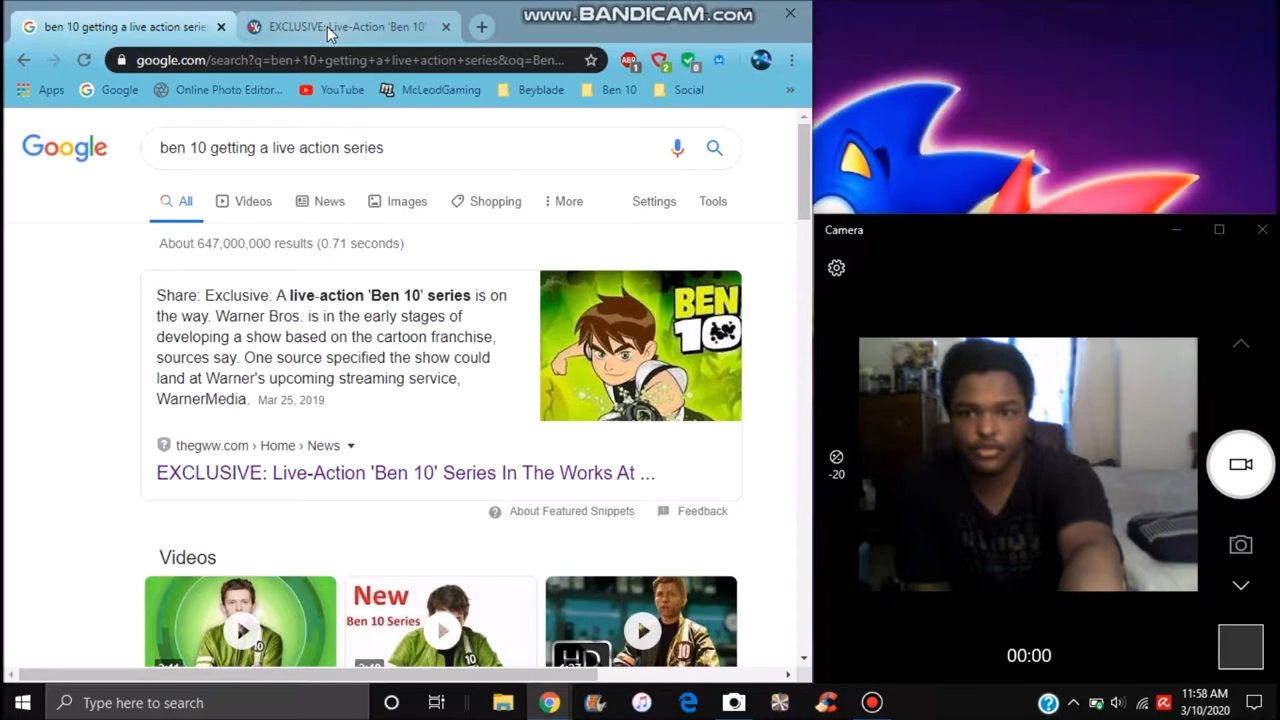 www.BANDICAM.com
ben 10 getting a live action serie
EXCLUSIVE: Live-Action 'Ben 10'
google.com/search?q=ben+10+getting+a+live+action+series&oq=Ben...
Apps
Google
Online Photo Editor...
YouTube
McLeodGaming
Beyblade
Ben 10
Social
»
Google
ben 10 getting a live action series
All
Videos
News
Images
Shopping
More
Settings
Tools
About 647,000,000 results (0.71 seconds)
Share: Exclusive: A live-action 'Ben 10' series is on
the way. Warner Bros. is in the early stages of
developing a show based on the cartoon franchise,
sources say. One source specified the show could
land at Warner's upcoming streaming service,
WarnerMedia. Mar 25, 2019
BEN
10
thegww.com › Home › News
EXCLUSIVE: Live-Action 'Ben 10' Series In The Works At ...
About Featured Snippets
Feedback
Videos
New
Ben 10 Series
10
10
HD
Camera
-20
00:00
Type here to search
11:58 AM
3/10/2020